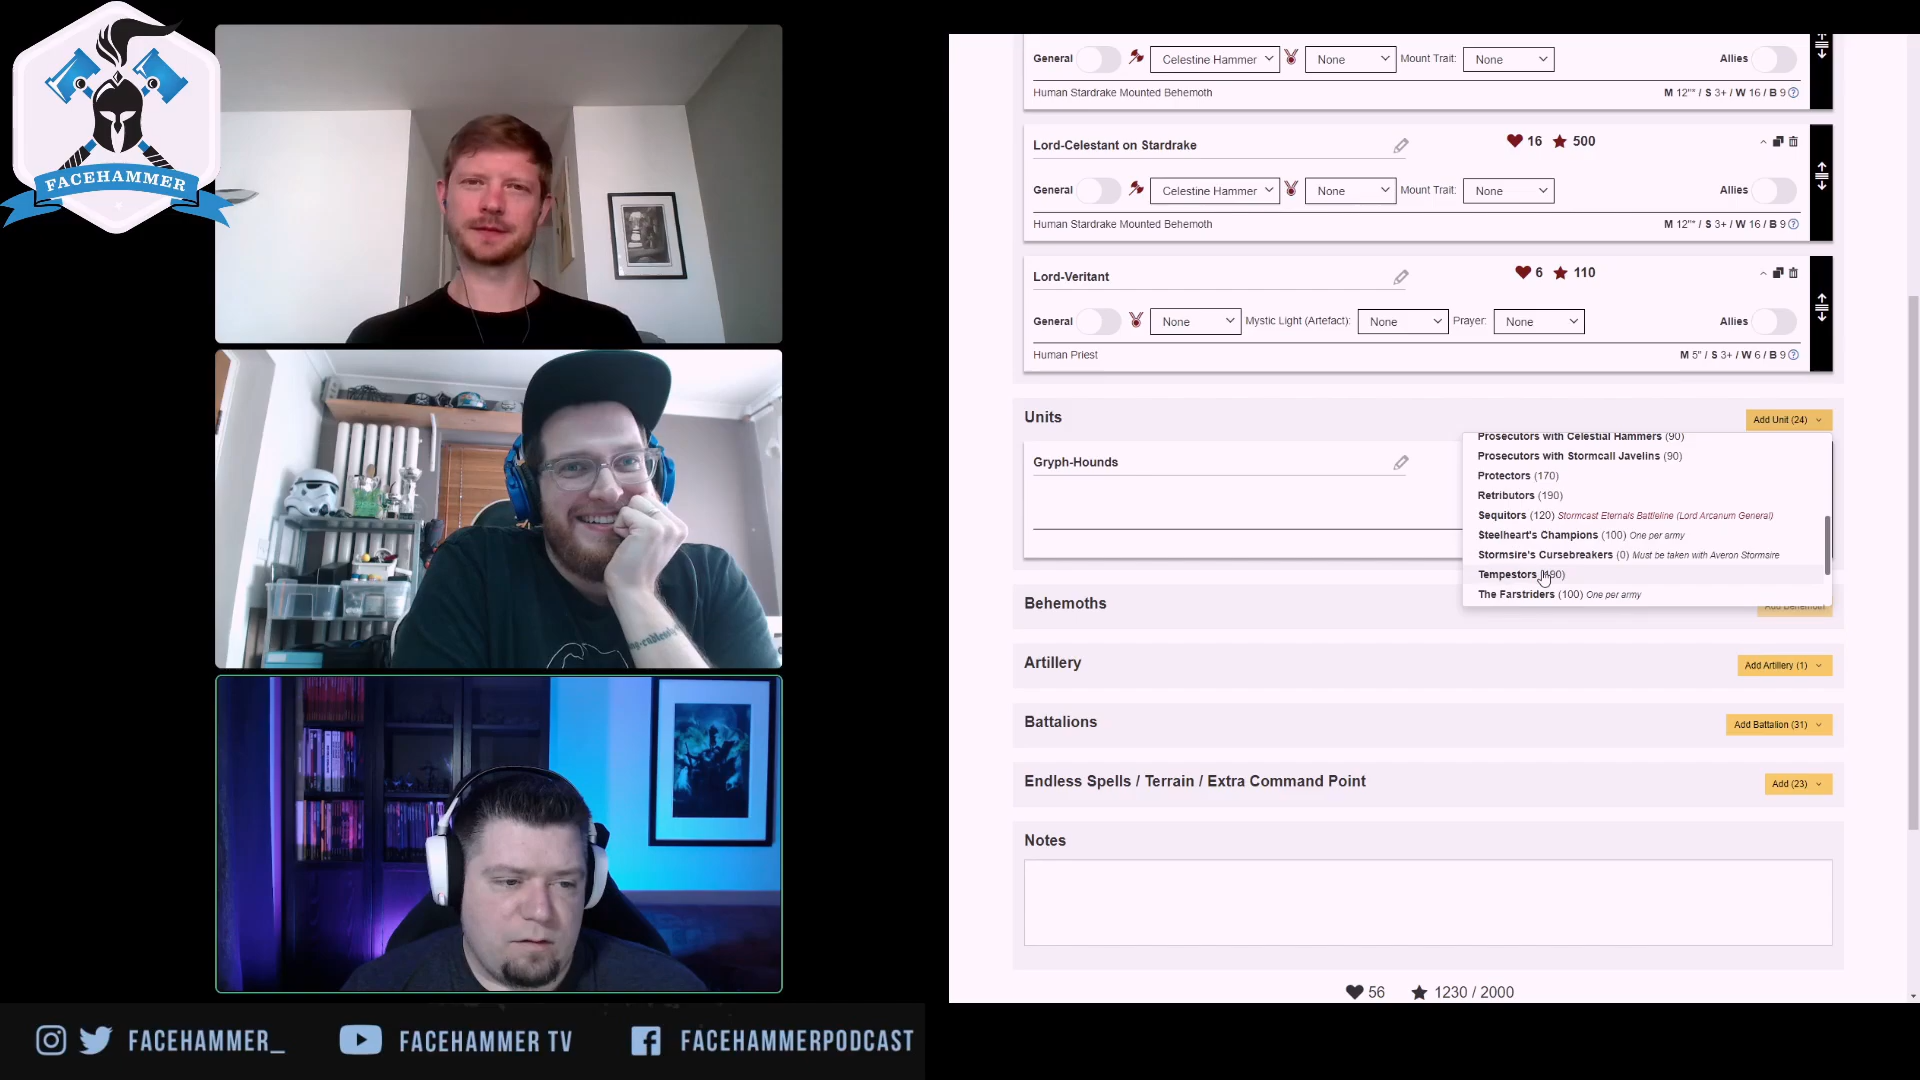 FACEHAMMER
General Celestine Hammer None Mount Trait: None Allies
Human Stardrake Mounted Behemoth M 12"* / S 3+ / W 16 / B 9
Lord-Celestant on Stardrake 16 500
General Celestine Hammer None Mount Trait: None Allies
Human Stardrake Mounted Behemoth M 12"* / S 3+ / W 16 / B 9
Lord-Veritant 6 110
General None Mystic Light (Artefact): None Prayer: None Allies
Human Priest M 5" / S 3+ / W 6 / B 9
Units Add Unit (24)
Gryph-Hounds
Prosecutors with Celestial Hammers (90)
Prosecutors with Stormcall Javelins (90)
Protectors (170)
Retributors (190)
Sequitors (120) Stormcast Eternals Battleline (Lord Arcanum General)
Steelheart's Champions (100) One per army
Stormsire's Cursebreakers (0) Must be taken with Averon Stormsire
Tempestors
The Farstriders (100) One per army
Behemoths Add Behemoth
Artillery Add Artillery (1)
Battalions Add Battalion (31)
Endless Spells / Terrain / Extra Command Point Add (23)
Notes
56 1230 / 2000
FACEHAMMER_ FACEHAMMER TV FACEHAMMERPODCAST